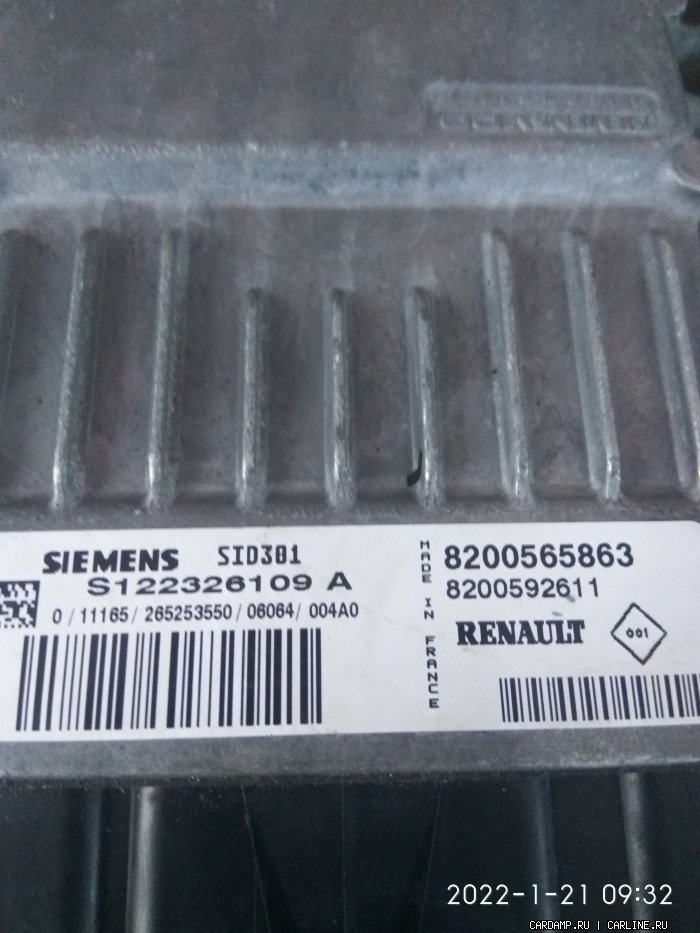 SIEMENS SID301
S122326109 A
0/11165/265253550/06064/004A0
MADE IN FRANCE
8200565863
8200592611
RENAULT
001
2022-1-21 09:32
CARDAMP.RU | CARLINE.RU